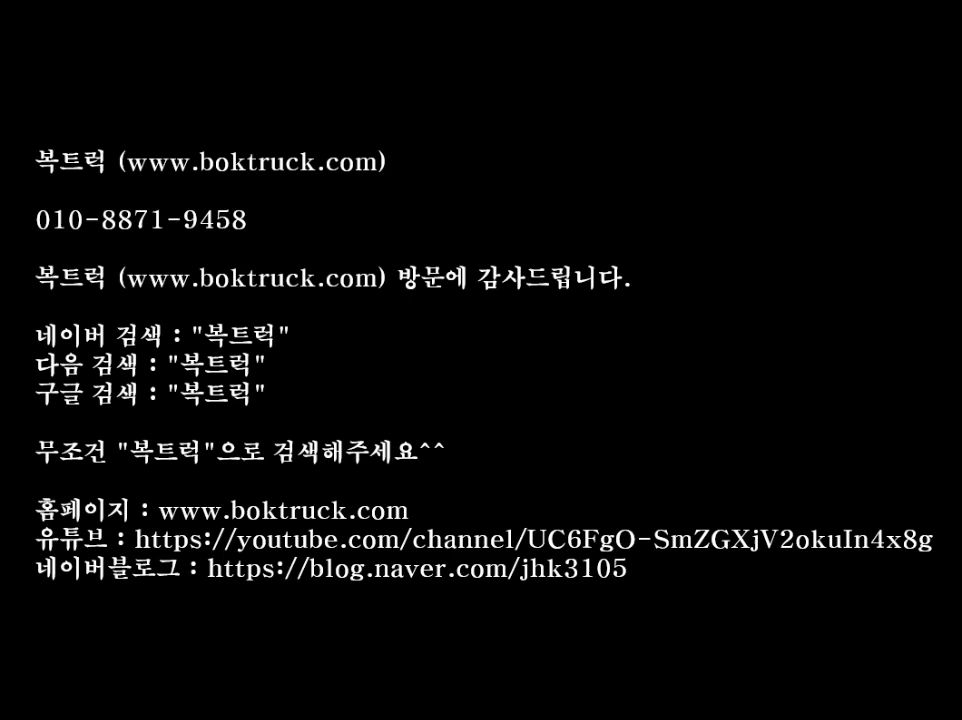 복트럭 (www.boktruck.com)
010-8871-9458
복트럭 (www.boktruck.com) 방문에 감사드립니다.
네이버 검색 : "복트럭"
다음 검색 : "복트럭"
구글 검색 : "복트럭"
무조건 "복트럭"으로 검색해주세요^^
홈페이지 : www.boktruck.com
유튜브 : https://youtube.com/channel/UC6FgO-SmZGXjV2okuIn4x8g
네이버블로그 : https://blog.naver.com/jhk3105